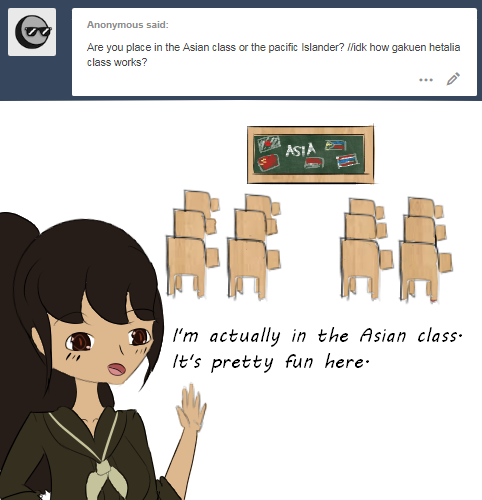 Anonymous said:
Are you place in the Asian class or the pacific Islander? //idk how gakuen hetalia
class works?
ASIA
I'm actually in the Asian class.
It's pretty fun here.